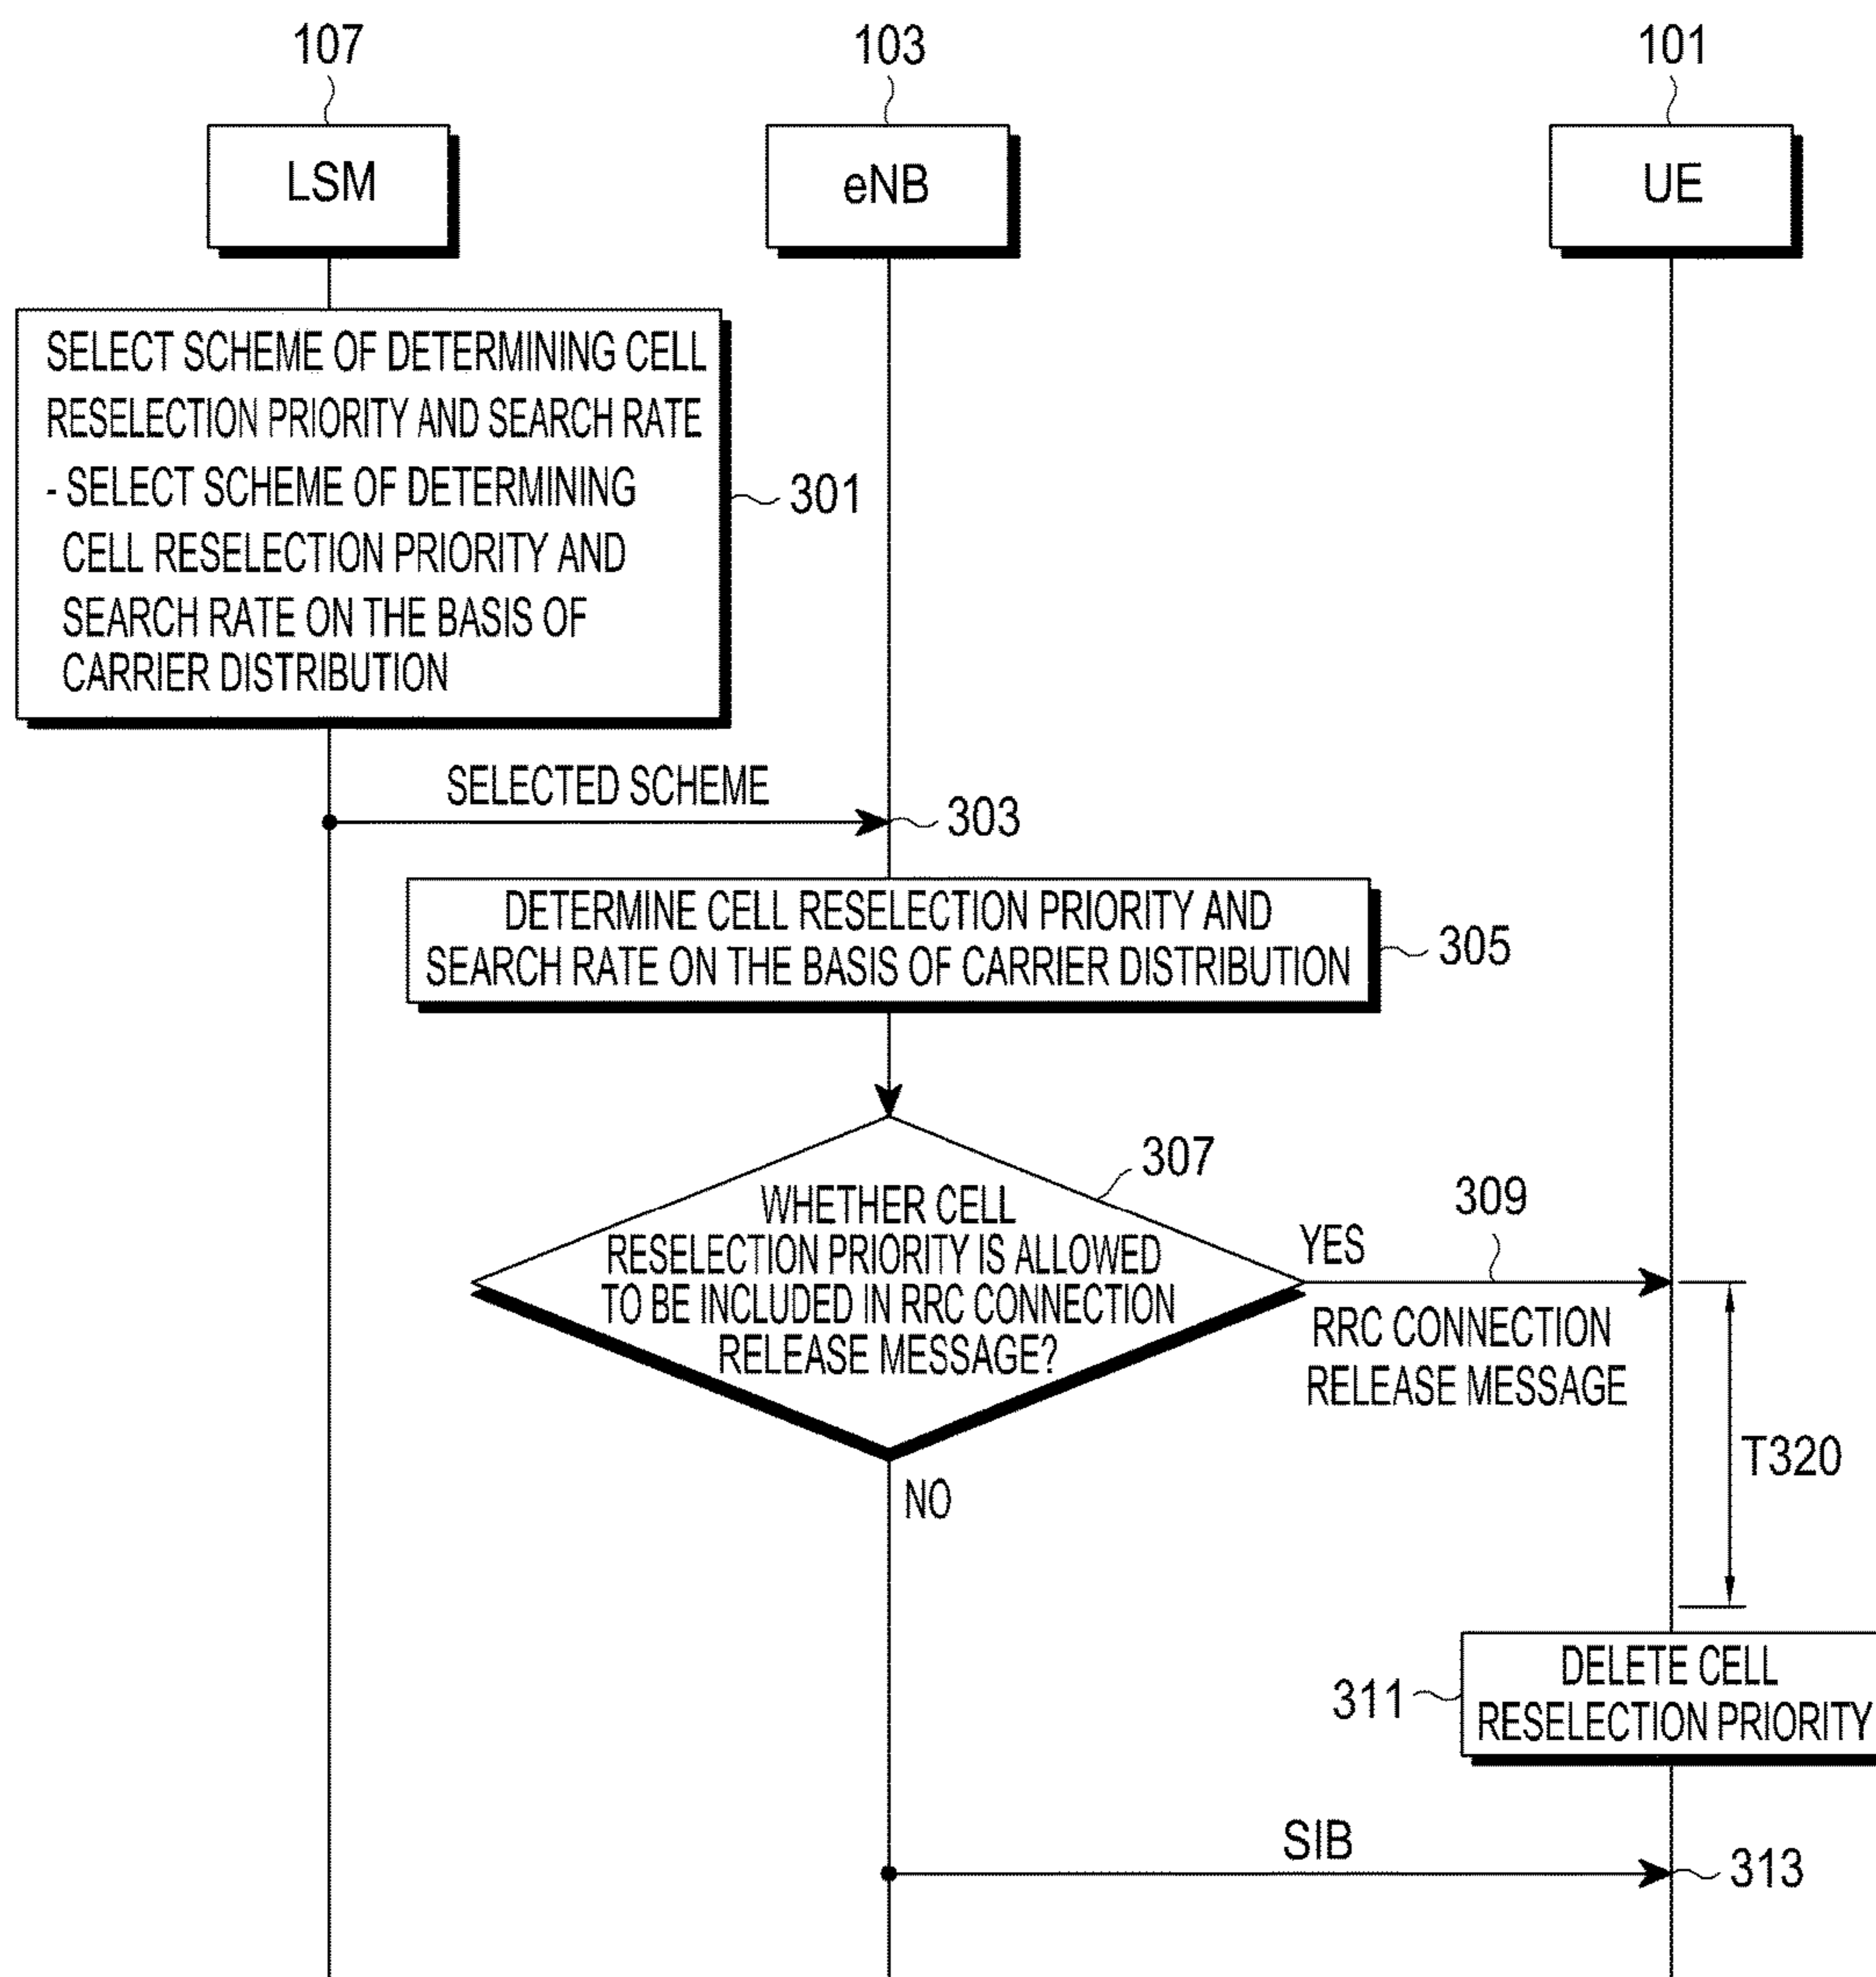 107
103
101
LSM
eNB
UE
SELECT SCHEME OF DETERMINING CELL
RESELECTION PRIORITY AND SEARCH RATE
- SELECT SCHEME OF DETERMINING
CELL RESELECTION PRIORITY AND
SEARCH RATE ON THE BASIS OF
CARRIER DISTRIBUTION
301
SELECTED SCHEME
303
DETERMINE CELL RESELECTION PRIORITY AND
SEARCH RATE ON THE BASIS OF CARRIER DISTRIBUTION
305
307
WHETHER CELL
RESELECTION PRIORITY IS ALLOWED
TO BE INCLUDED IN RRC CONNECTION
RELEASE MESSAGE?
YES
309
RRC CONNECTION
RELEASE MESSAGE
T320
NO
DELETE CELL
RESELECTION PRIORITY
311
SIB
313